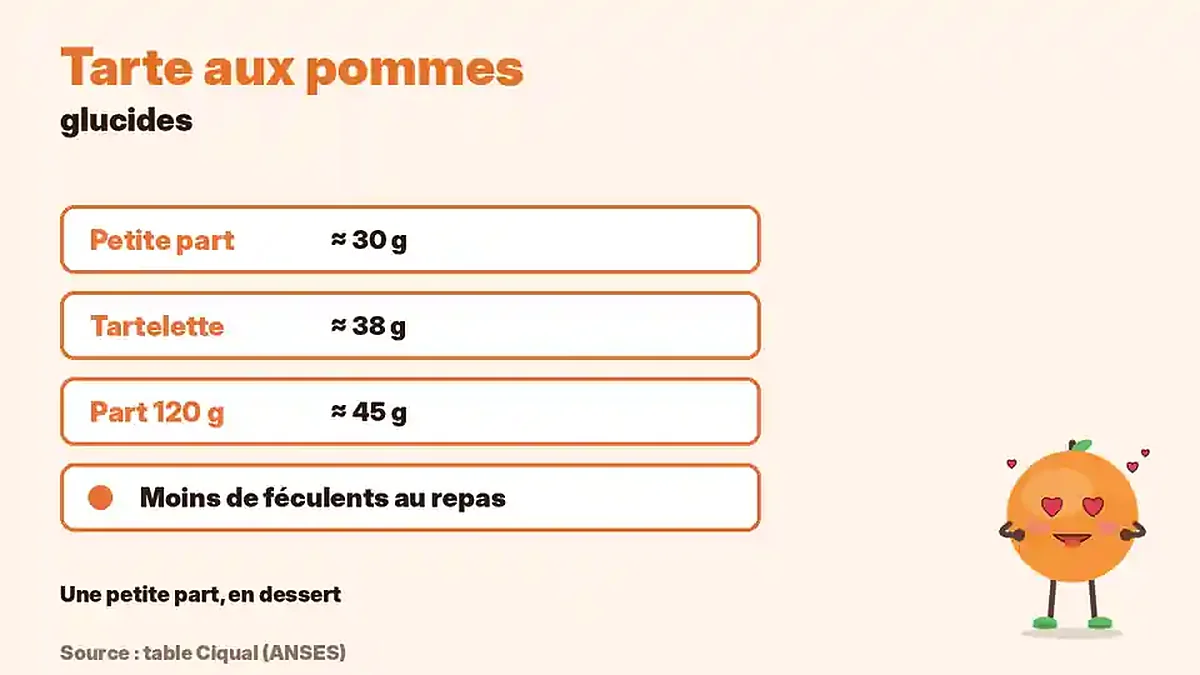 Tarte aux pommes
glucides
Petite part ≈ 30 g
Tartelette ≈ 38 g
Part 120 g ≈ 45 g
Moins de féculents au repas
Une petite part, en dessert
Source : table Ciqual (ANSES)